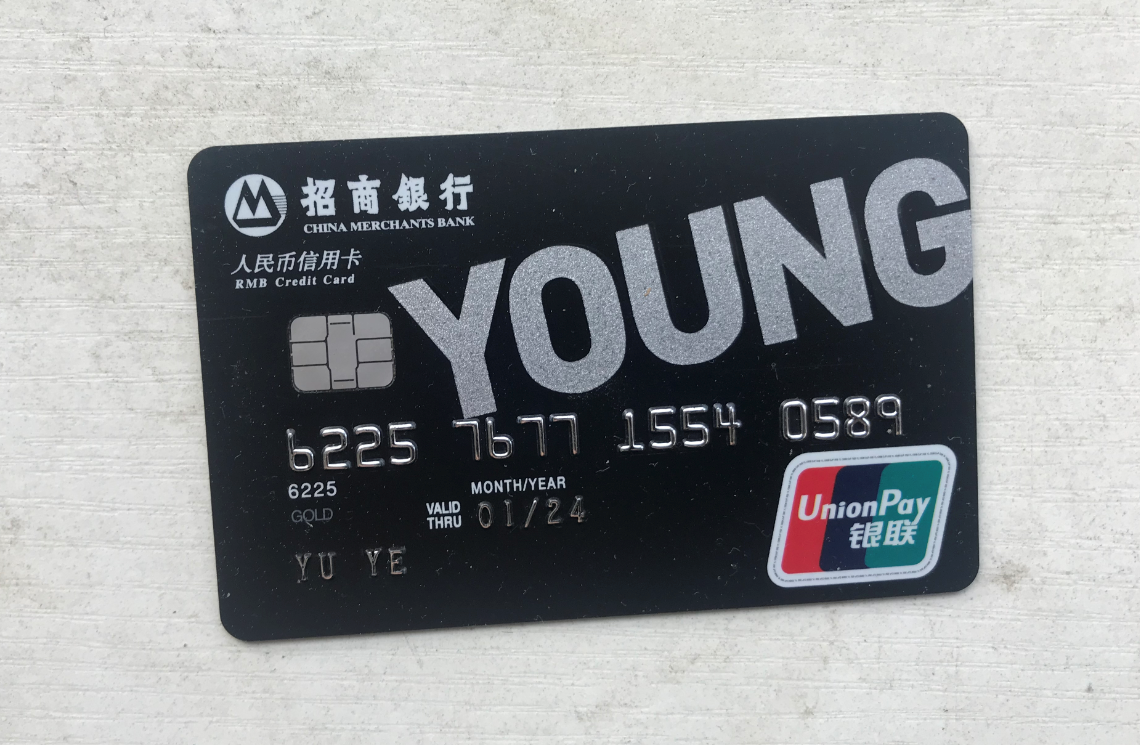 招商銀行
CHINA MERCHANTS BANK
人民币信用卡
RMB Credit Card
YOUNG
6225 7677 1554 0589
6225
MONTH/YEAR
GOLD
VALID THRU 01/24
YU YE
UnionPay
银联